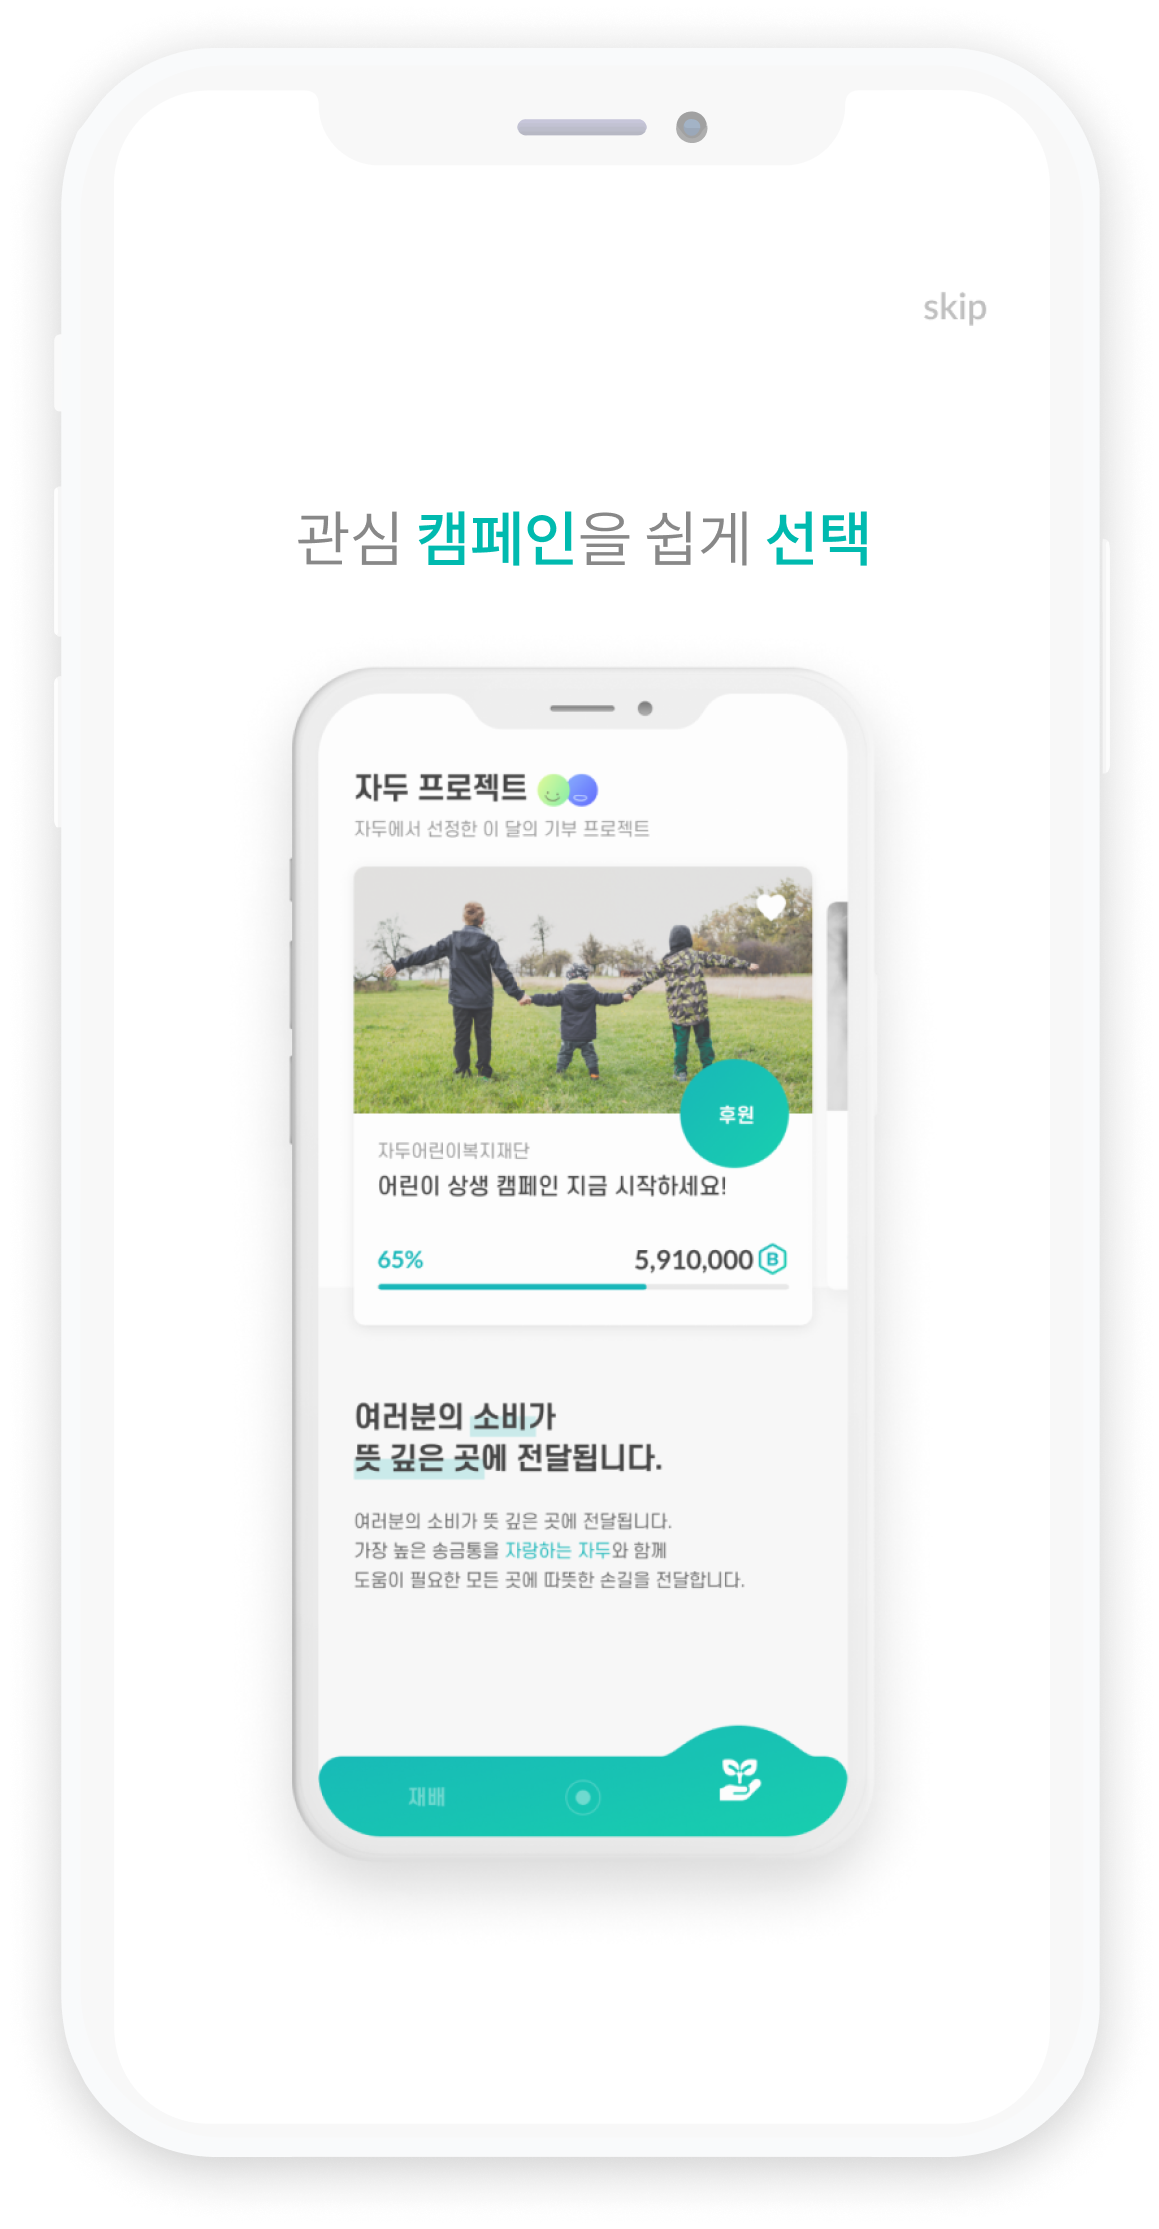 skip
관심 캠페인을 쉽게 선택
자두 프로젝트
자두에서 선정한 이 달의 기부 프로젝트
후원
자두어린이복지재단
어린이 상생 캠페인 지금 시작하세요!
65% 5,910,000 B
여러분의 소비가
뜻 깊은 곳에 전달됩니다.
여러분의 소비가 뜻 깊은 곳에 전달됩니다.
가장 높은 송금통을 자랑하는 자두와 함께
도움이 필요한 모든 곳에 따뜻한 손길을 전달합니다.
재배